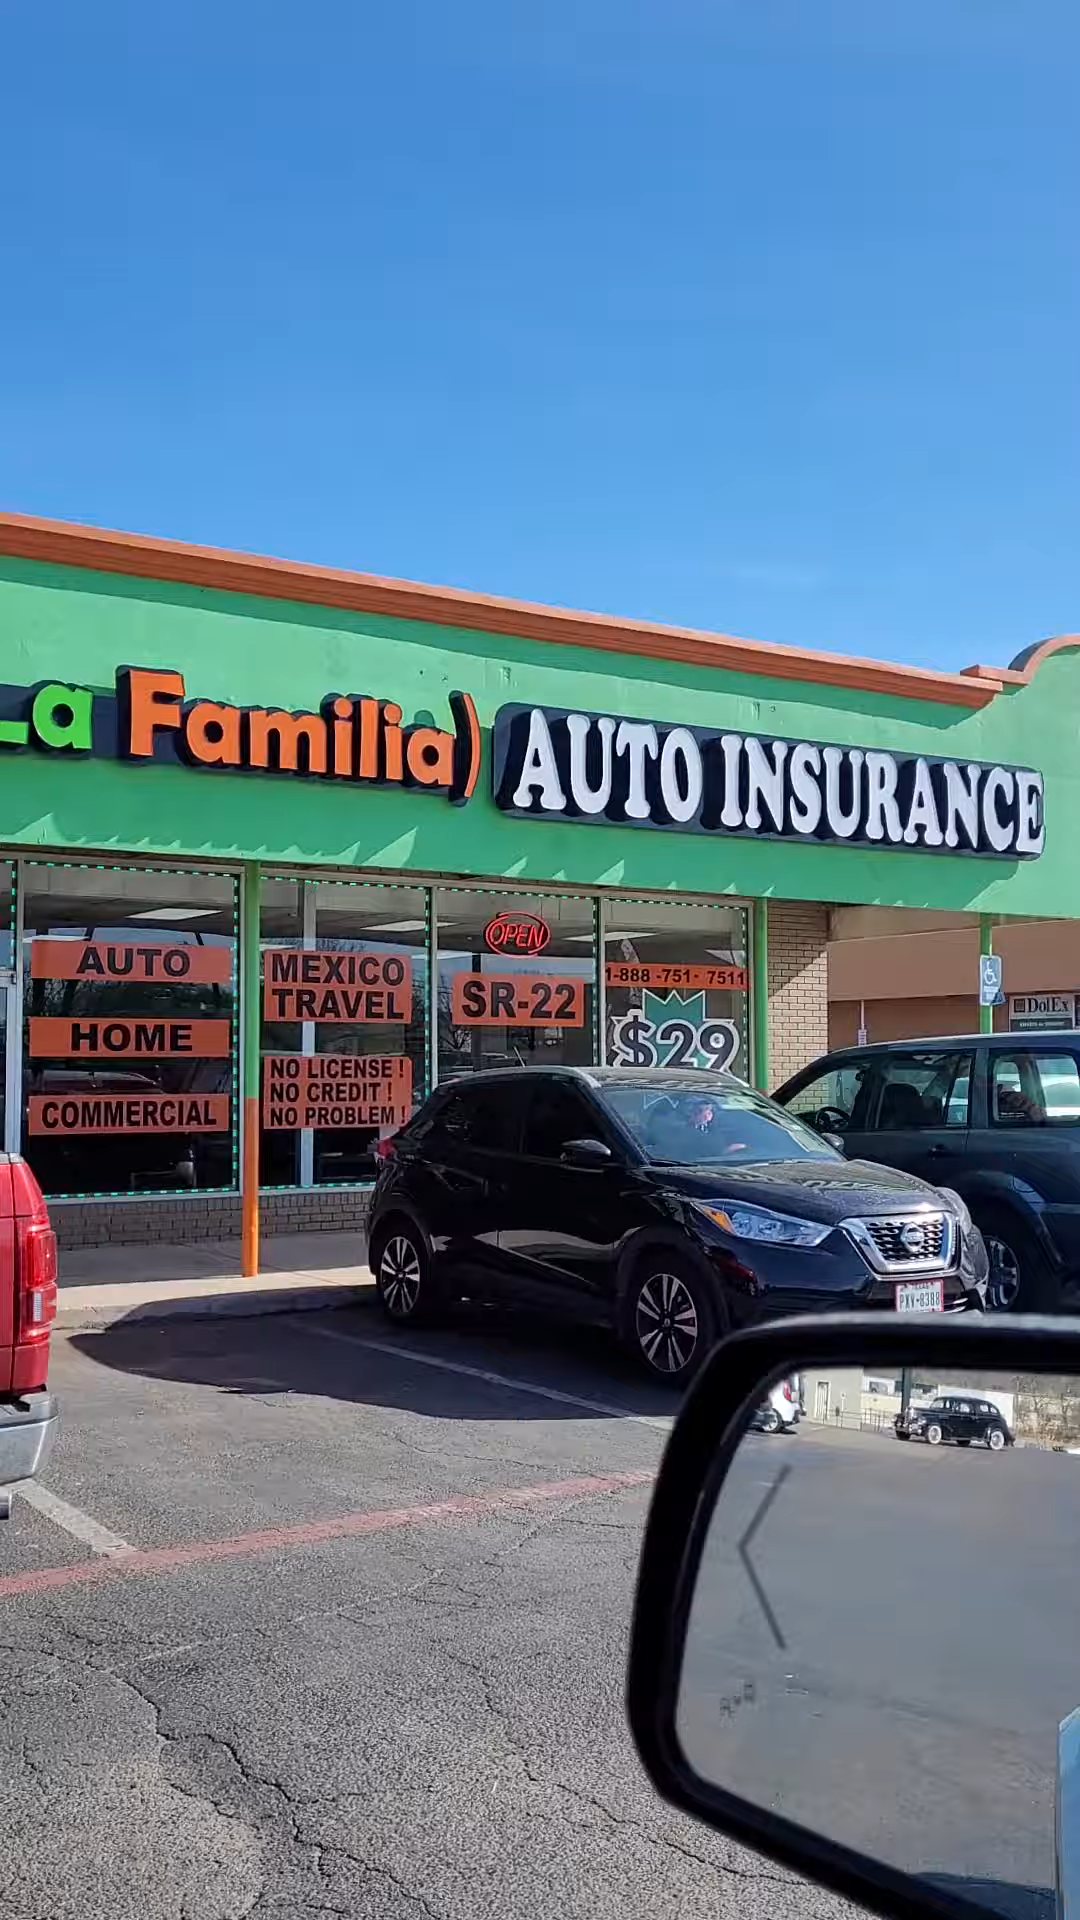 La Familia) AUTO INSURANCE
AUTO
HOME
COMMERCIAL
MEXICO
TRAVEL
NO LICENSE !
NO CREDIT !
NO PROBLEM !
OPEN
SR-22
1-888-751-7511
$29
DolEx
PXV-8388